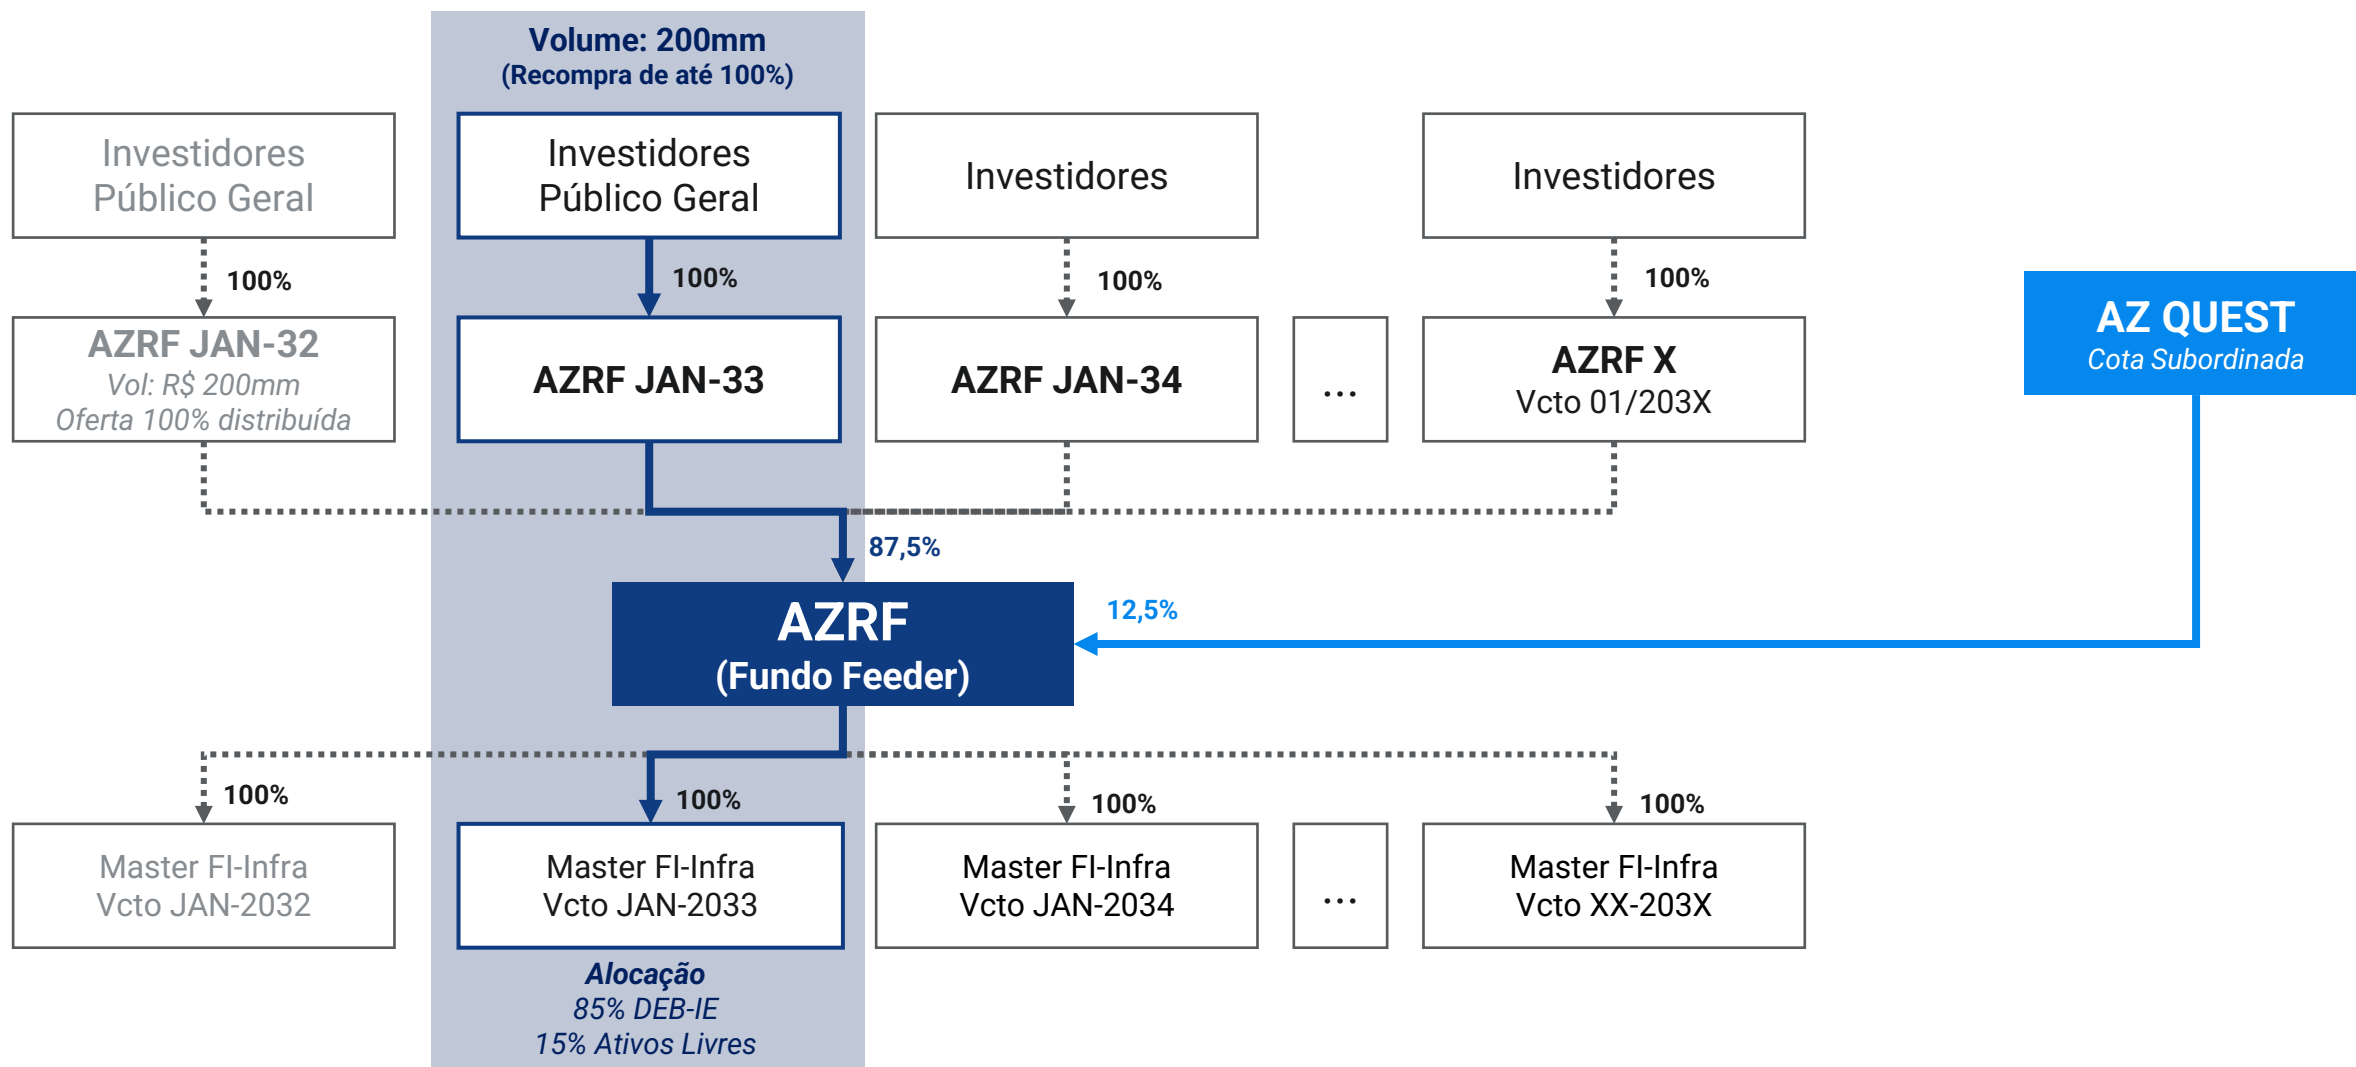 Volume: 200mm
(Recompra de até 100%)
Investidores
Público Geral
Investidores
Público Geral
Investidores
Investidores
100%
100%
100%
100%
AZRF JAN-32
Vol: R$ 200mm
Oferta 100% distribuída
AZRF JAN-33
AZRF JAN-34
...
AZRF X
Vcto 01/203X
AZ QUEST
Cota Subordinada
87,5%
12,5%
AZRF
(Fundo Feeder)
100%
100%
100%
100%
Master FI-Infra
Vcto JAN-2032
Master FI-Infra
Vcto JAN-2033
Master FI-Infra
Vcto JAN-2034
...
Master FI-Infra
Vcto XX-203X
Alocação
85% DEB-IE
15% Ativos Livres